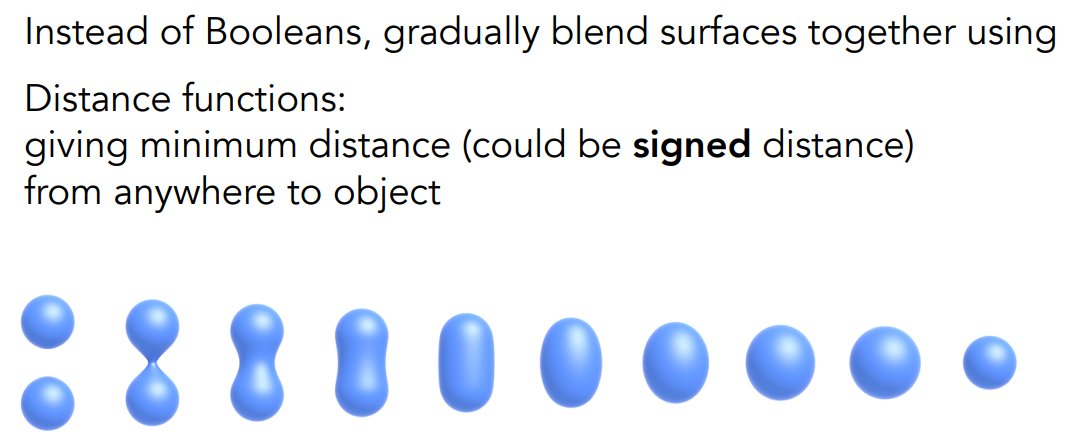 Instead of Booleans, gradually blend surfaces together using
Distance functions:
giving minimum distance (could be signed distance)
from anywhere to object